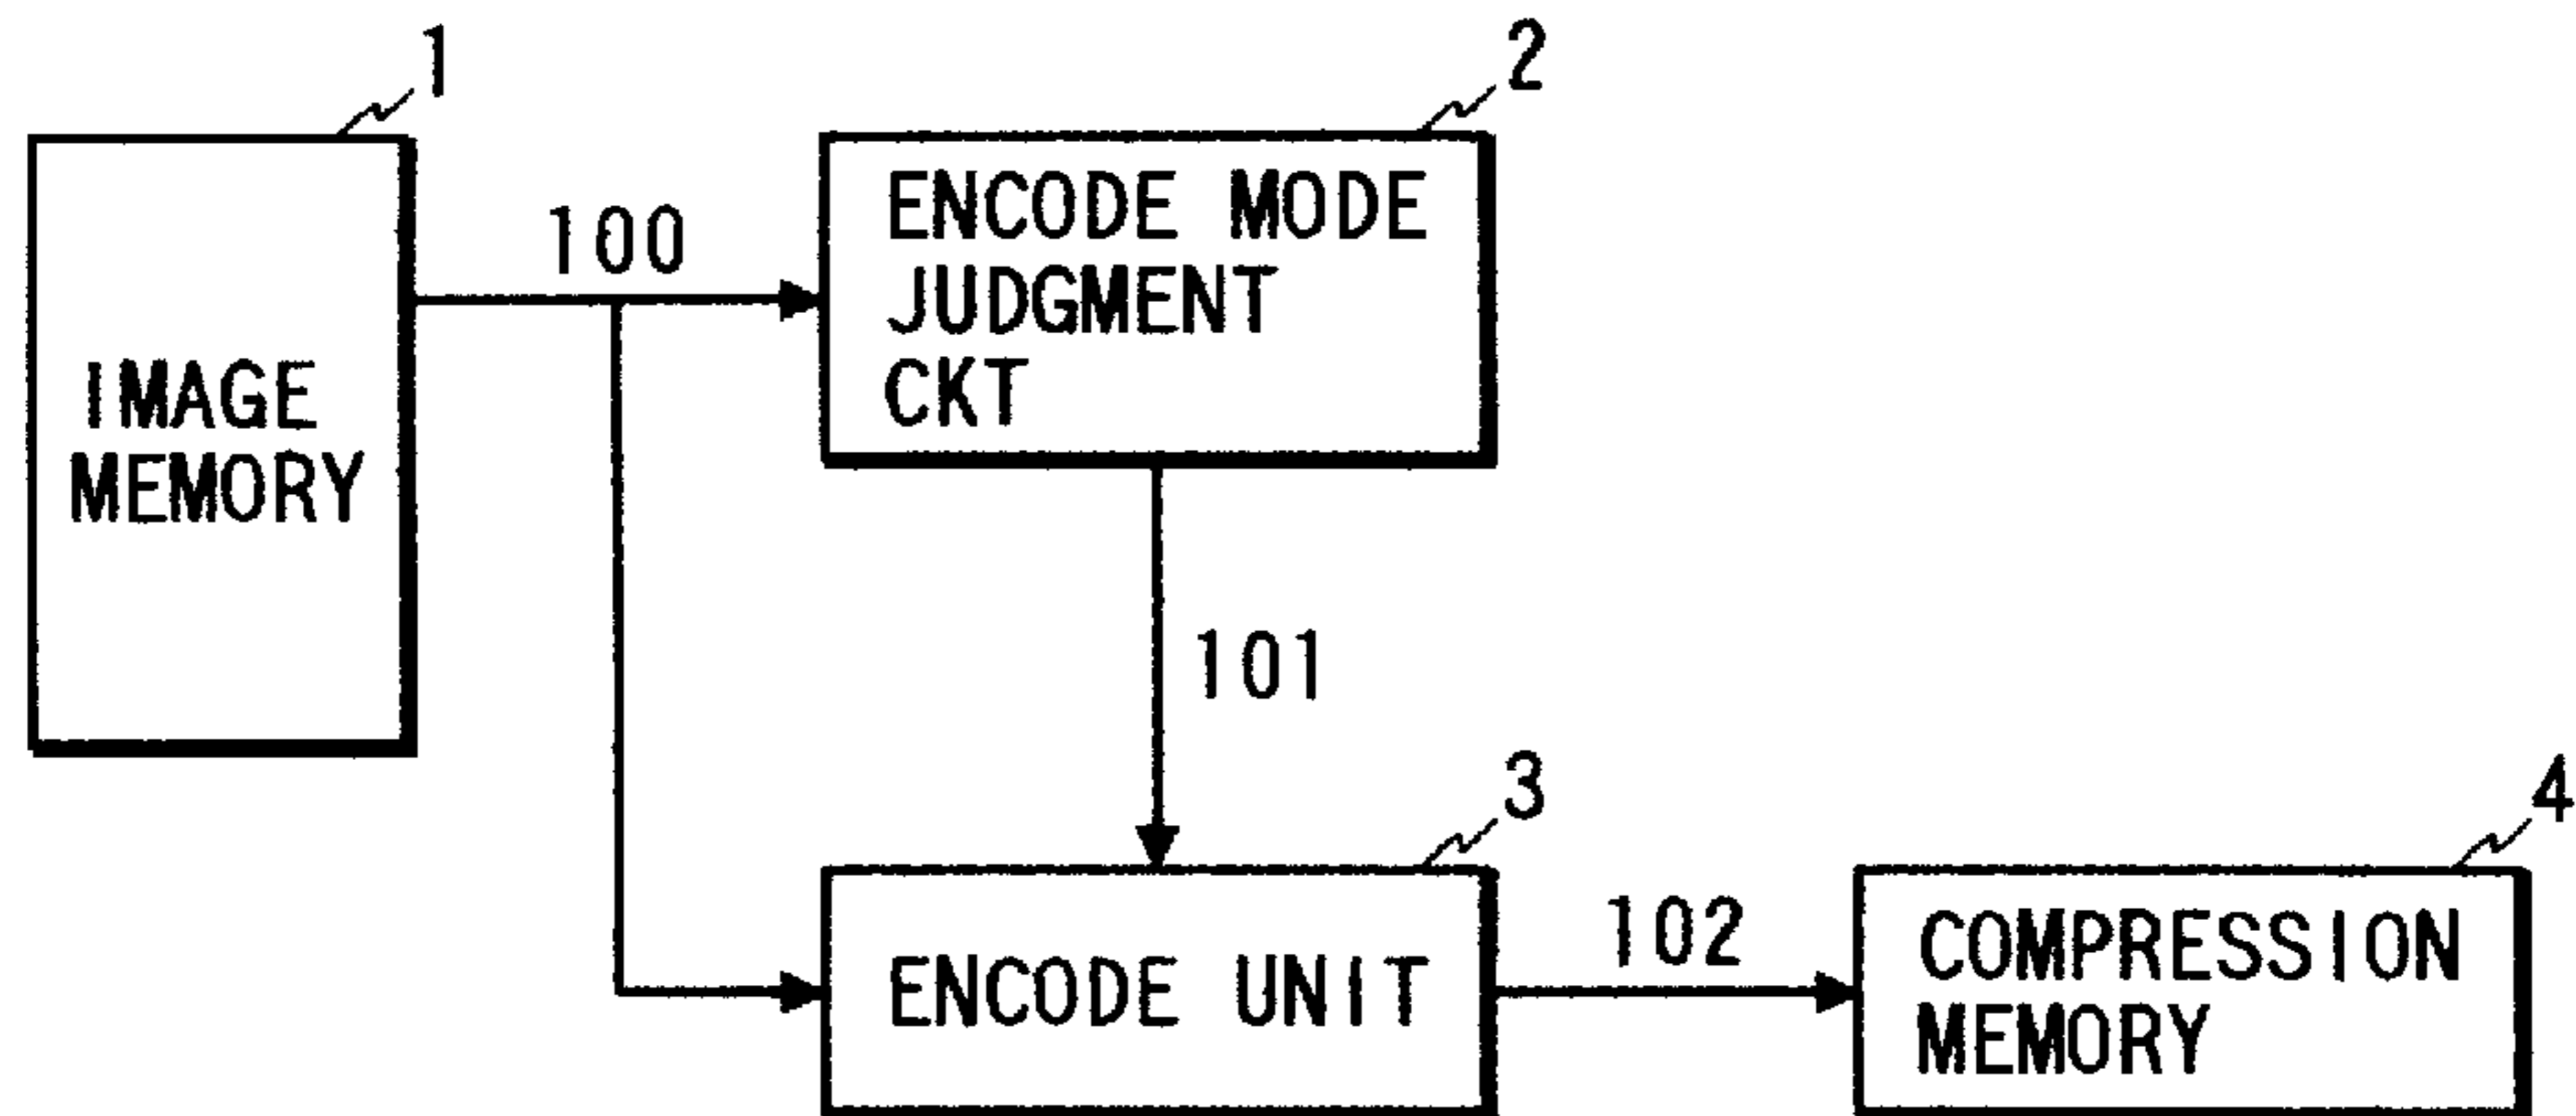 1
2
IMAGE
MEMORY
100
ENCODE MODE
JUDGMENT
CKT
101
3
4
ENCODE UNIT
102
COMPRESSION
MEMORY